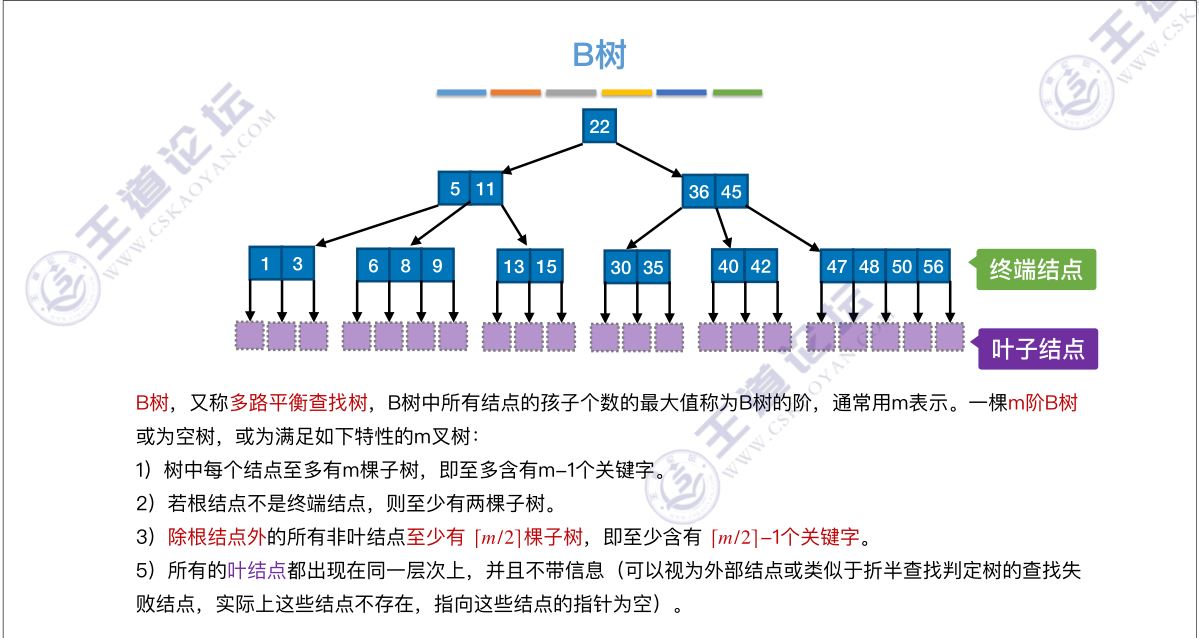 B树
22
5 11
36 45
1 3
6 8 9
13 15
30 35
40 42
47 48 50 56
终端结点
叶子结点
B树，又称多路平衡查找树，B树中所有结点的孩子个数的最大值称为B树的阶，通常用m表示。一棵m阶B树
或为空树，或为满足如下特性的m叉树：
1）树中每个结点至多有m棵子树，即至多含有m-1个关键字。
2）若根结点不是终端结点，则至少有两棵子树。
3）除根结点外的所有非叶结点至少有 ⌈m/2⌉棵子树，即至少含有 ⌈m/2⌉-1个关键字。
5）所有的叶结点都出现在同一层次上，并且不带信息（可以视为外部结点或类似于折半查找判定树的查找失
败结点，实际上这些结点不存在，指向这些结点的指针为空）。
王道论坛
WWW.CSKAOYAN.COM
王道论坛
WWW.CSKAOYAN.COM
王道
WWW.CSK